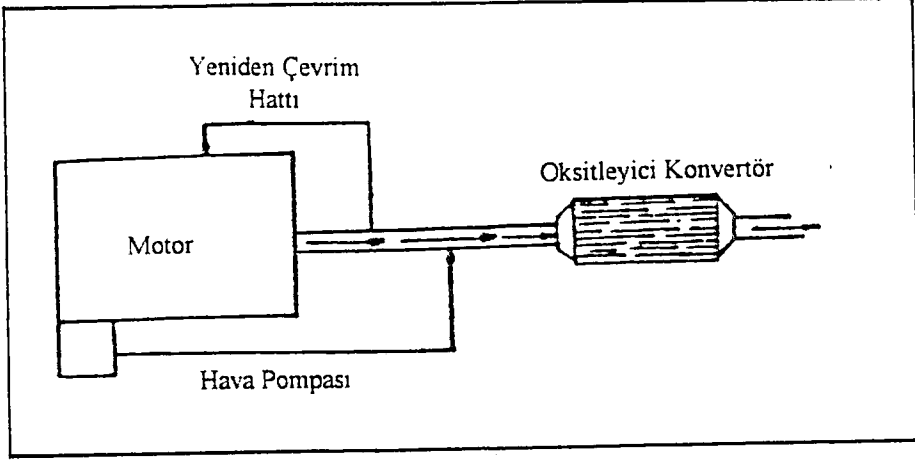 Yeniden Çevrim
Hattı
Oksitleyici Konvertör
Motor
Hava Pompası